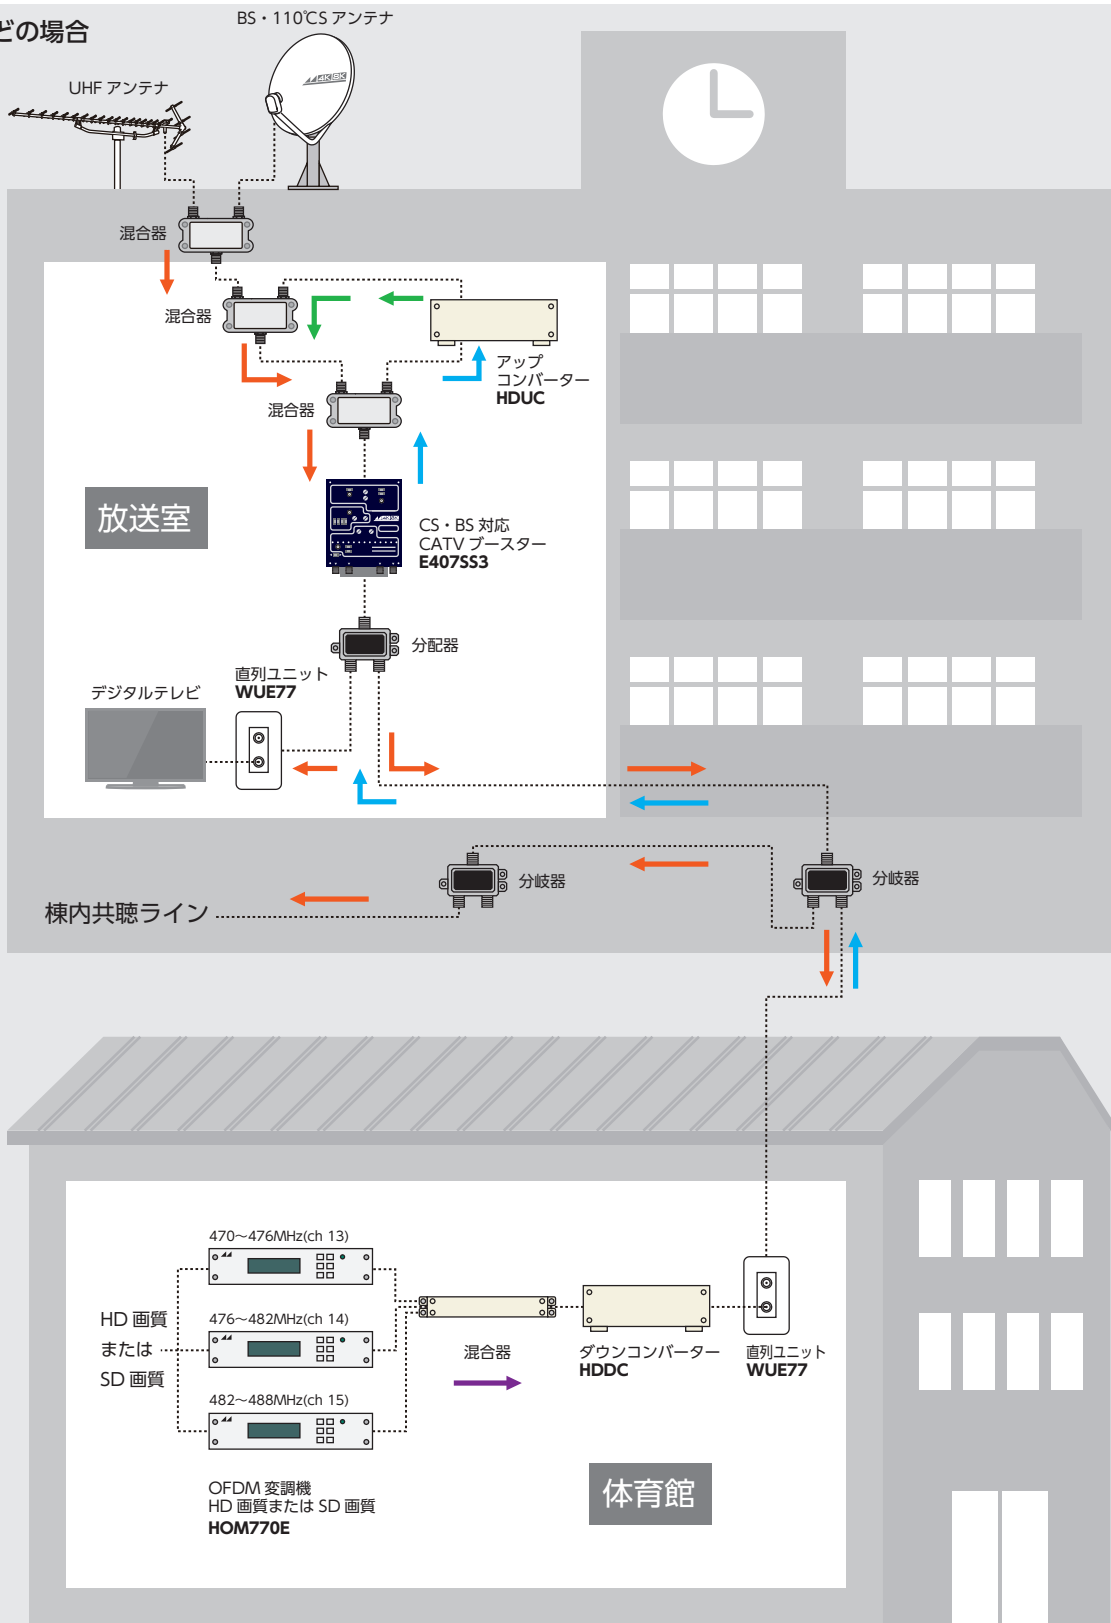 どの場合
BS・110°CS アンテナ
UHF アンテナ
4K 8K
混合器
混合器
アップ
コンバーター
HDUC
混合器
放送室
CS・BS 対応
CATV ブースター
E407SS3
分配器
直列ユニット
WUE77
デジタルテレビ
分岐器
分岐器
棟内共聴ライン
470〜476MHz(ch 13)
HD 画質
または
SD 画質
476〜482MHz(ch 14)
482〜488MHz(ch 15)
混合器
ダウンコンバーター
HDDC
直列ユニット
WUE77
OFDM 変調機
HD 画質または SD 画質
HOM770E
体育館